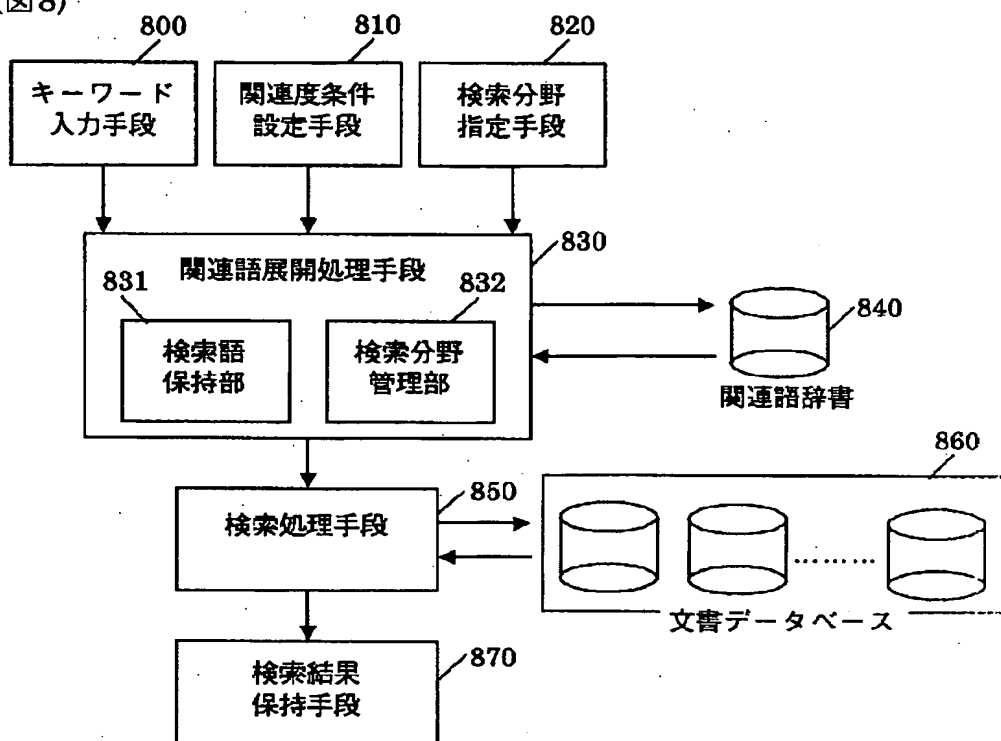 (図8)
800
810
820
キーワード
入力手段
関連度条件
設定手段
検索分野
指定手段
830
関連語展開処理手段
831
832
検索語
保持部
検索分野
管理部
840
関連語辞書
860
850
検索処理手段
文書データベース
870
検索結果
保持手段